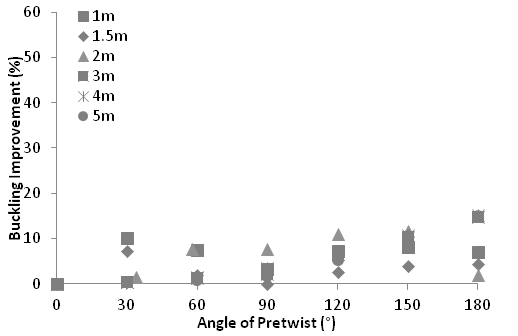 60
50
40
30
20
10
0
Buckling Improvement (%)
1m
1.5m
2m
3m
4m
5m
0 30 60 90 120 150 180
Angle of Pretwist (°)